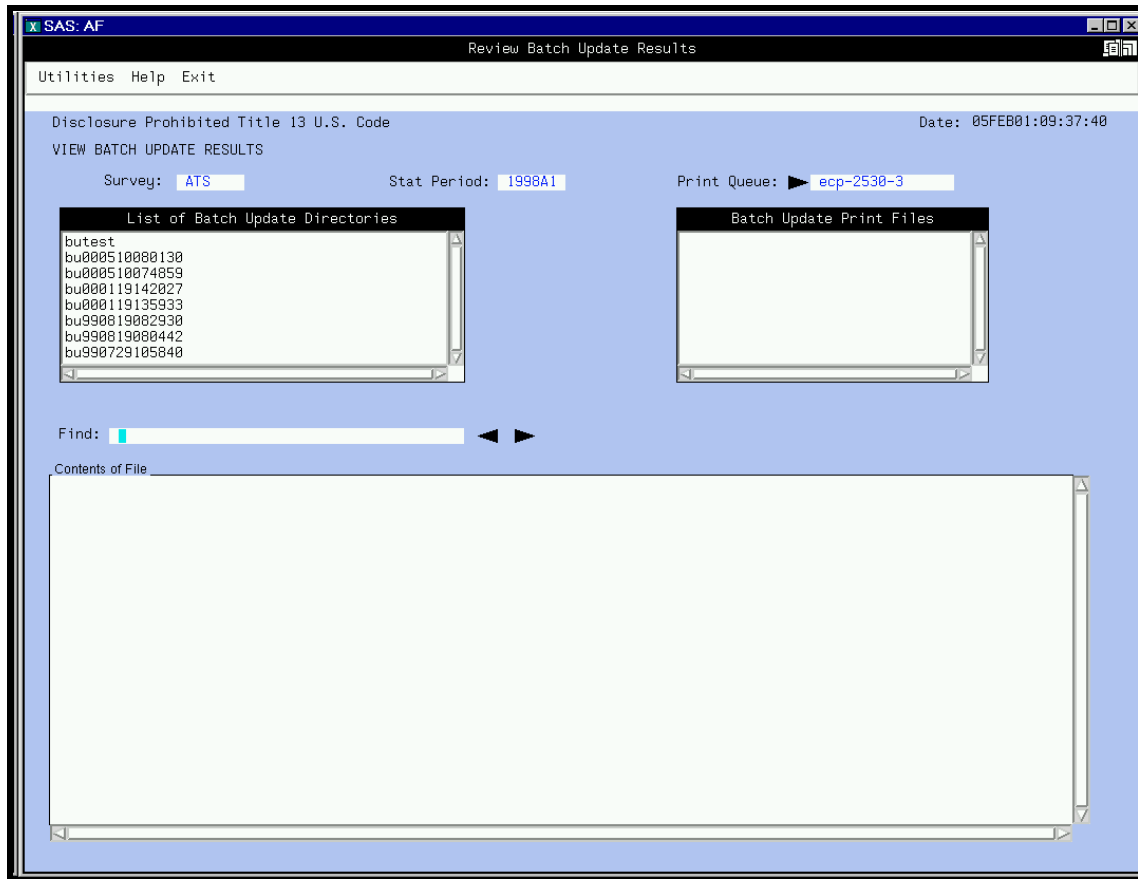 SAS: AF
Review Batch Update Results
Utilities Help Exit
Disclosure Prohibited Title 13 U.S. Code Date: 05FEB01:09:37:40
VIEW BATCH UPDATE RESULTS
Survey: ATS Stat Period: 1998A1 Print Queue: ecp-2530-3
List of Batch Update Directories
butest
bu000510080130
bu000510074859
bu000119142027
bu000119135933
bu990819082930
bu990819080442
bu990729105840
Batch Update Print Files
Find:
Contents of File